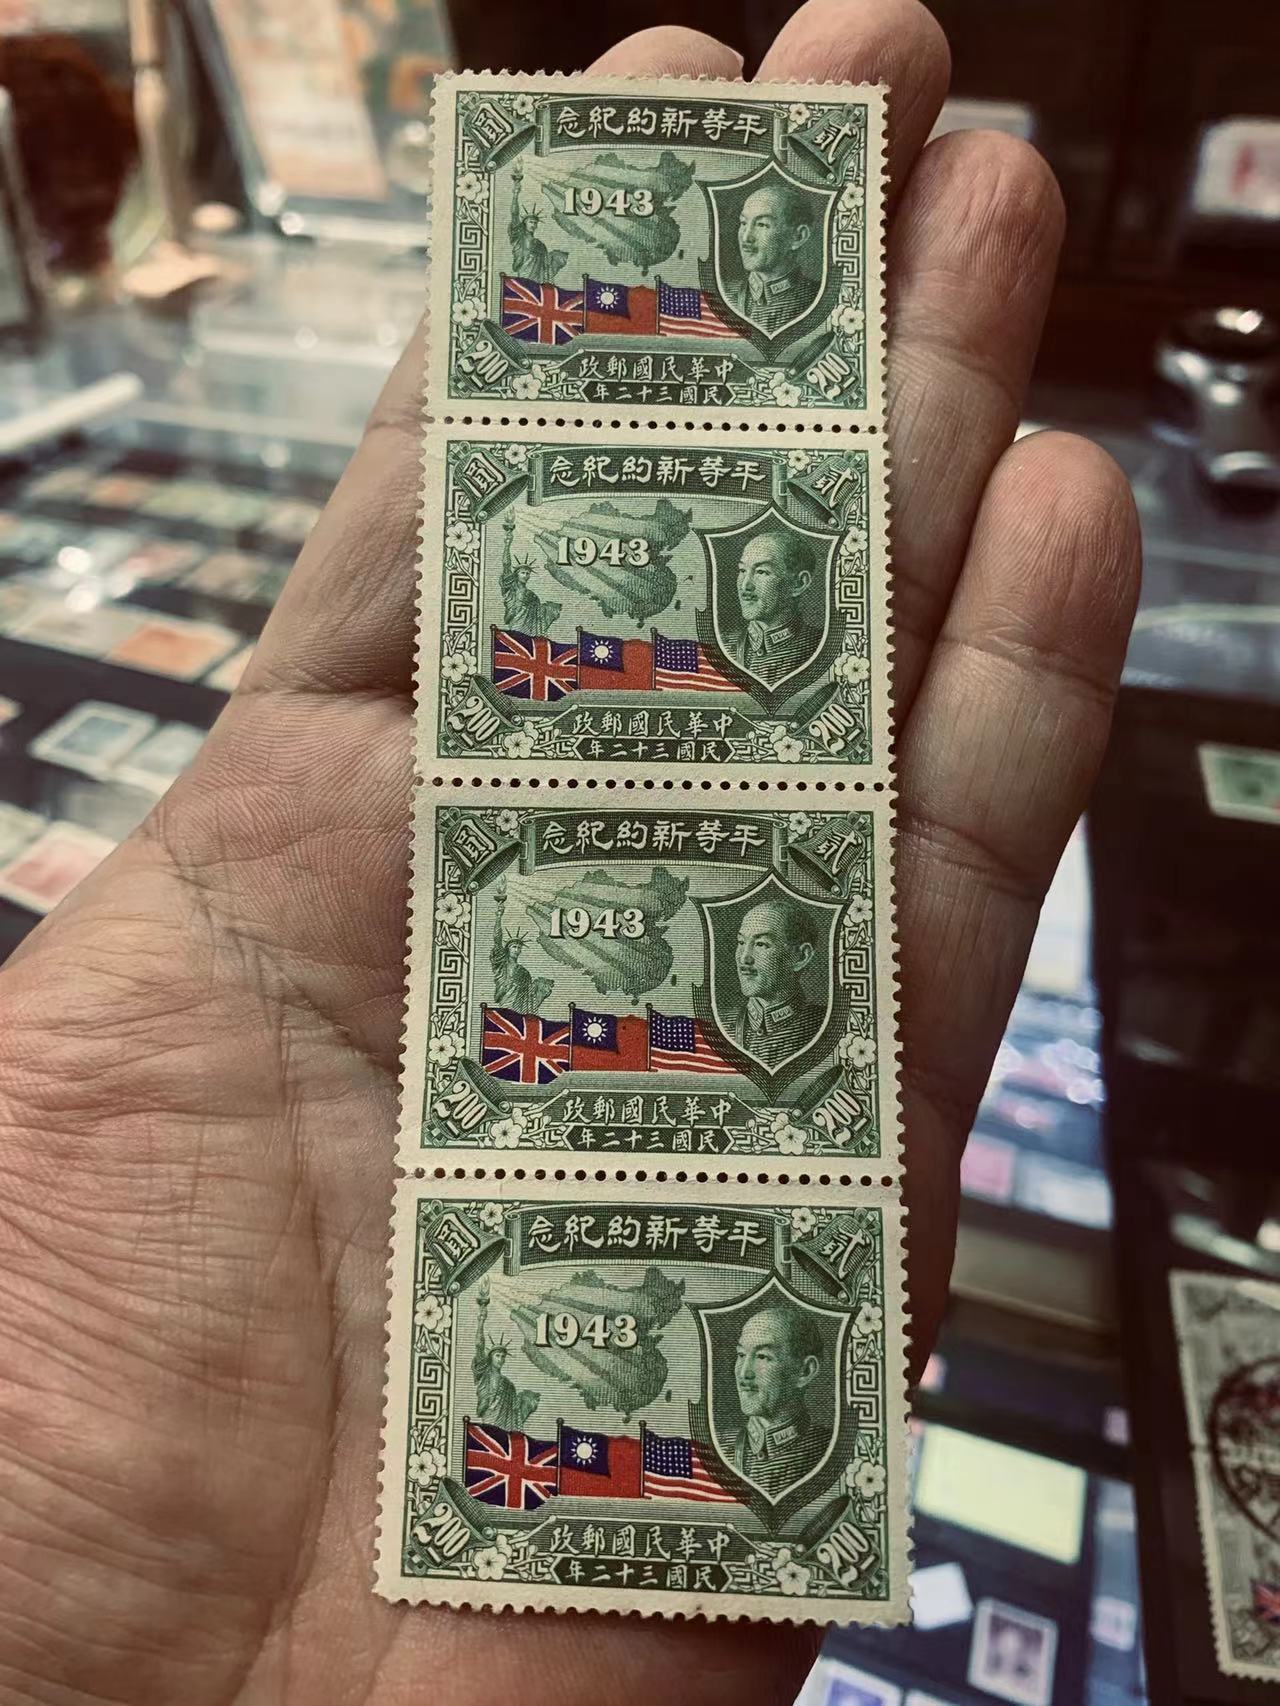 貳 平等新約紀念 圓
1943
中華民國郵政
200 民國三十二年 200
貳 平等新約紀念 圓
1943
中華民國郵政
200 民國三十二年 200
貳 平等新約紀念 圓
1943
中華民國郵政
200 民國三十二年 200
貳 平等新約紀念 圓
1943
中華民國郵政
200 民國三十二年 200